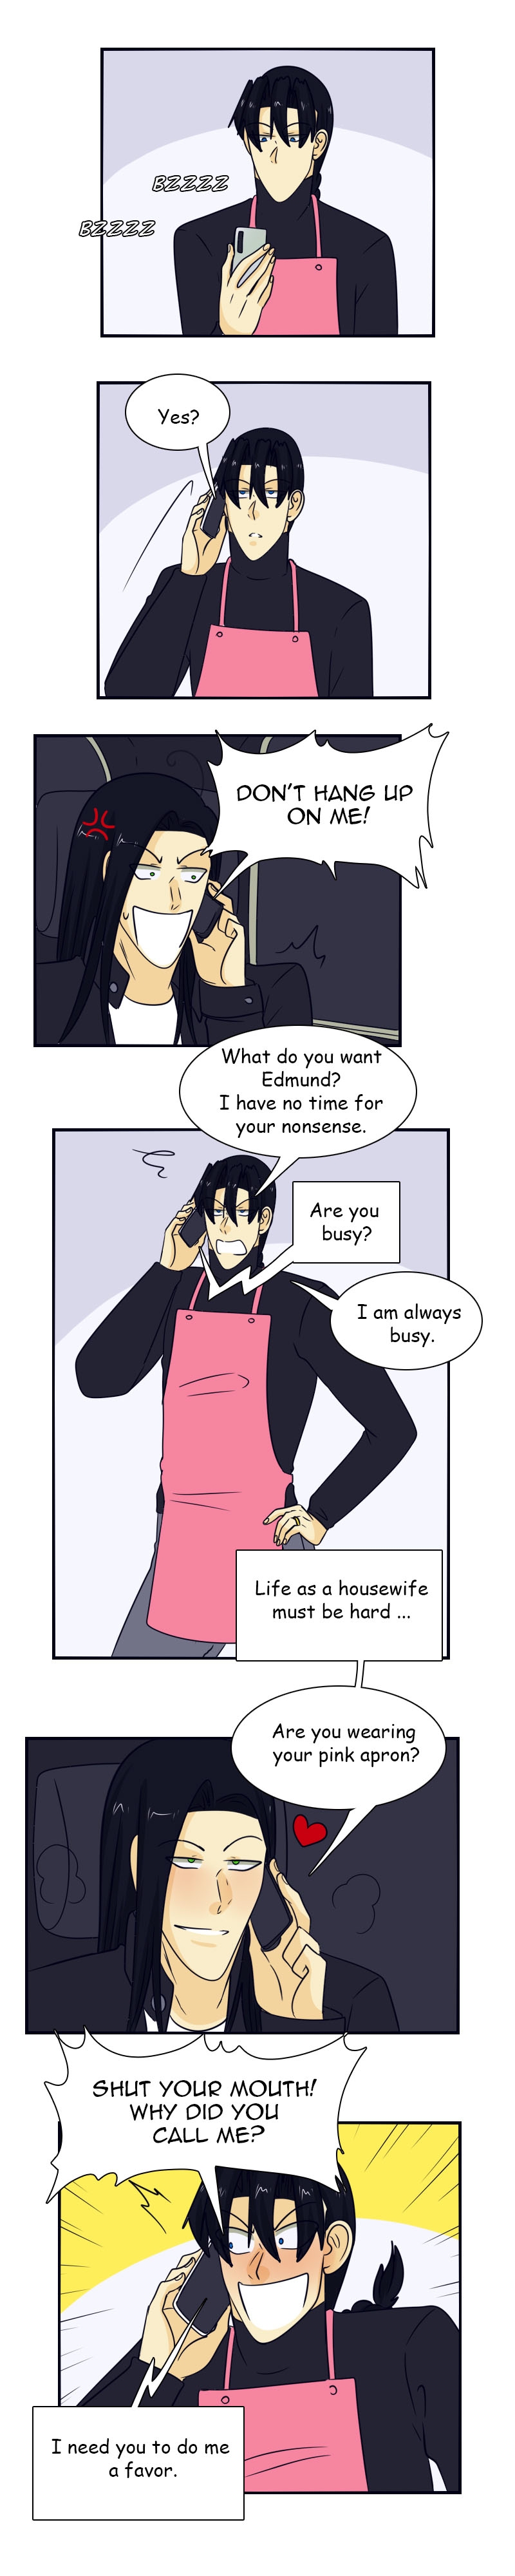 BZZZZ
BZZZZ
Yes?
DON'T HANG UP
ON ME!
What do you want
Edmund?
I have no time for
your nonsense.
Are you
busy?
I am always
busy.
Life as a housewife
must be hard ...
Are you wearing
your pink apron?
SHUT YOUR MOUTH!
WHY DID YOU
CALL ME?
I need you to do me
a favor.